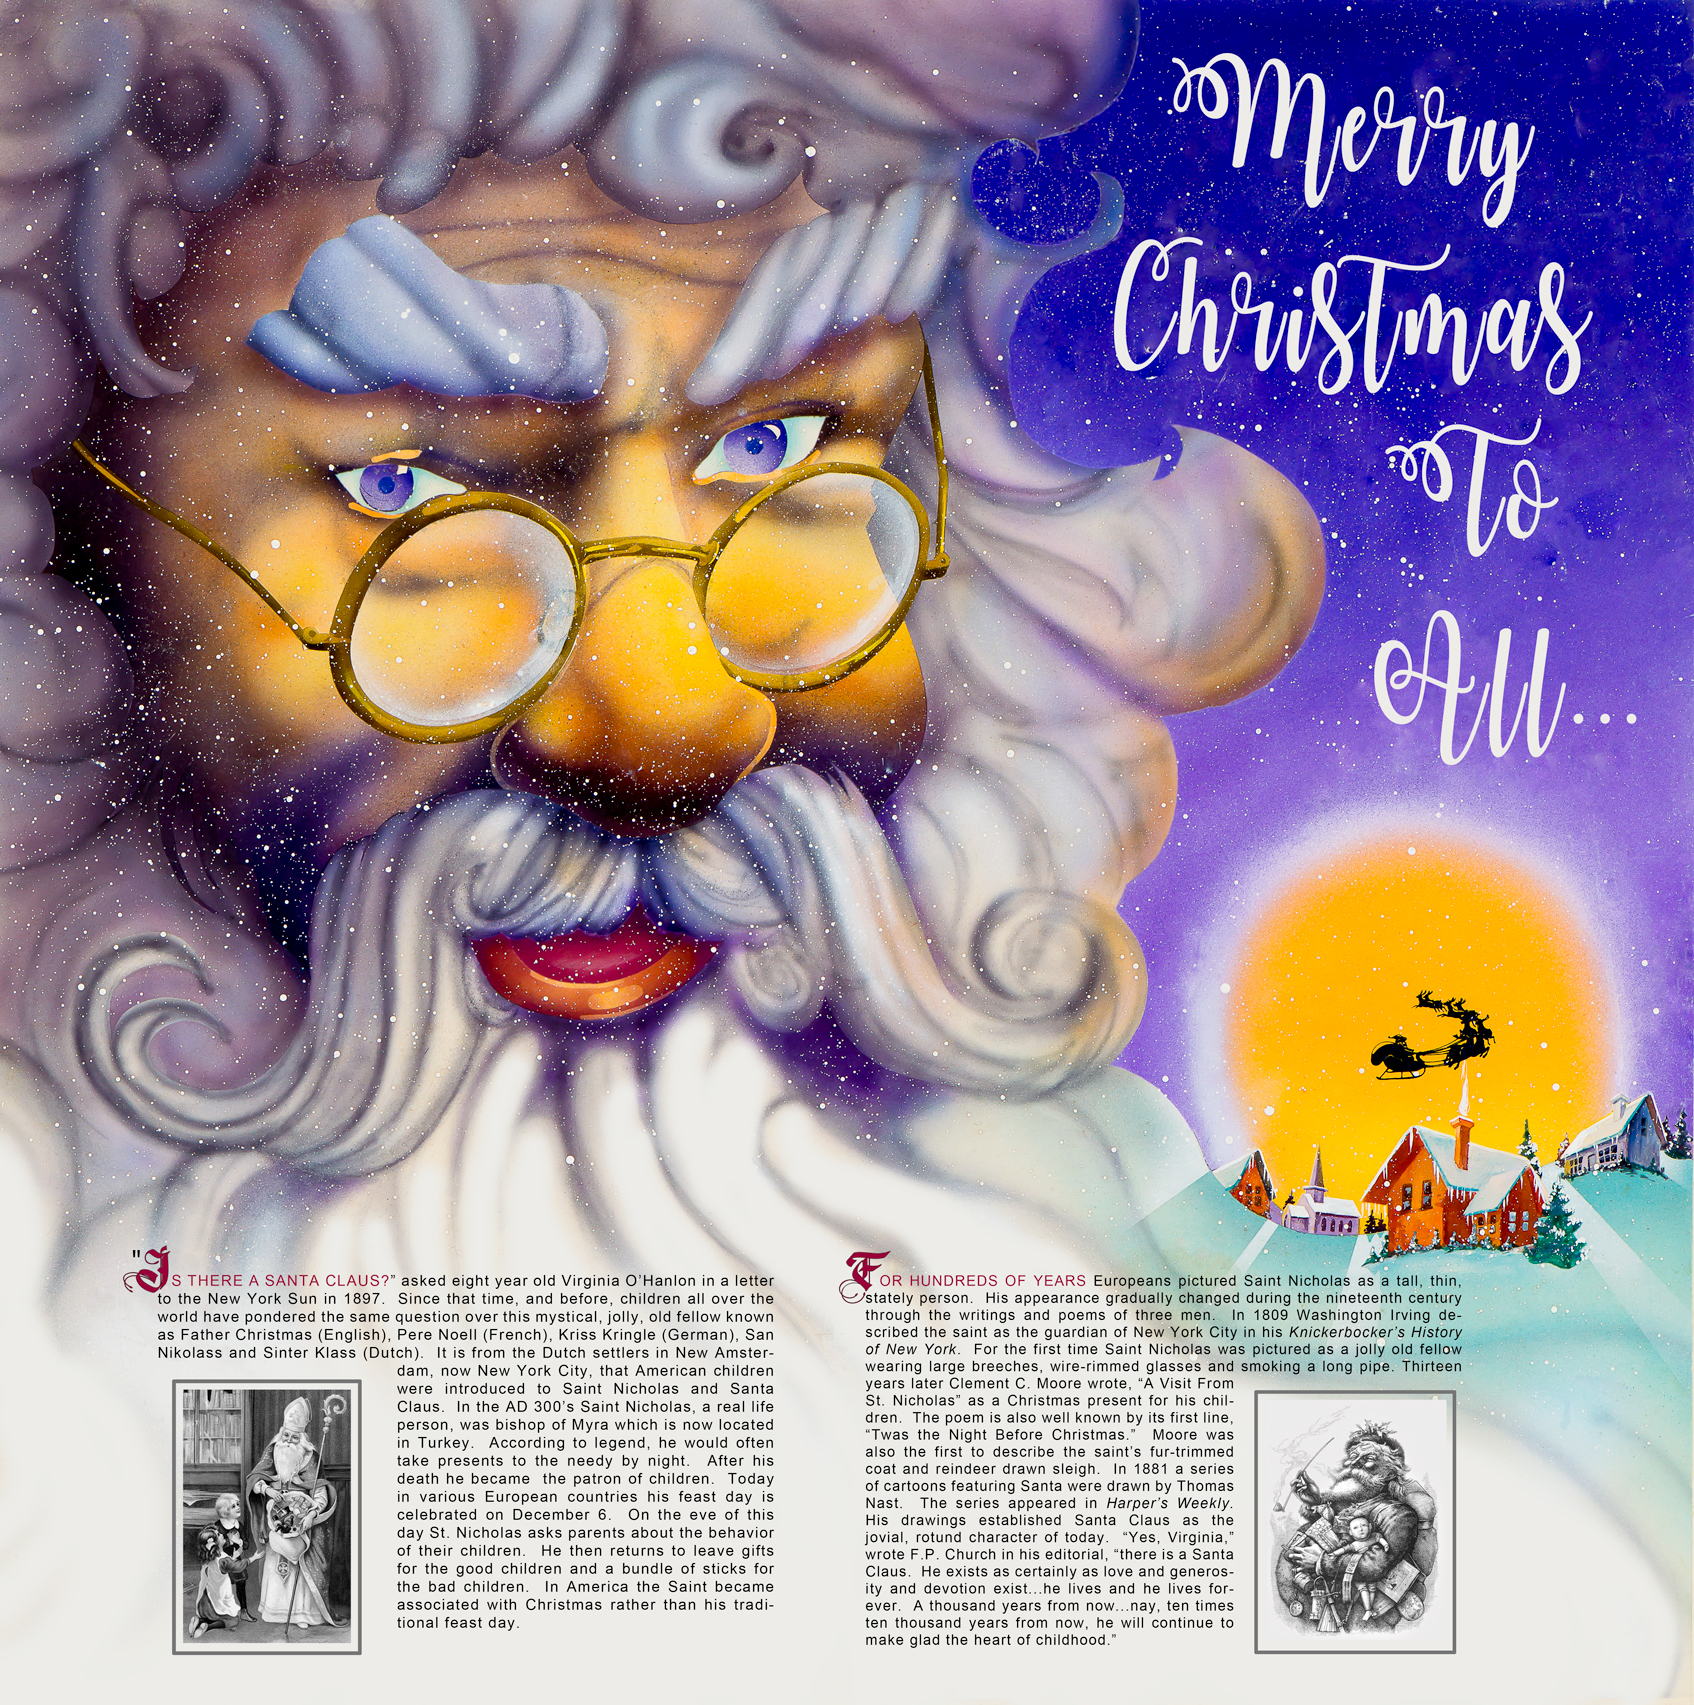 Merry
Christmas
To
All...
"IS THERE A SANTA CLAUS?” asked eight year old Virginia O’Hanlon in a letter
to the New York Sun in 1897. Since that time, and before, children all over the
world have pondered the same question over this mystical, jolly, old fellow known
as Father Christmas (English), Pere Noell (French), Kriss Kringle (German), San
Nikolass and Sinter Klass (Dutch). It is from the Dutch settlers in New Amster-
dam, now New York City, that American children
were introduced to Saint Nicholas and Santa
Claus. In the AD 300’s Saint Nicholas, a real life
person, was bishop of Myra which is now located
in Turkey. According to legend, he would often
take presents to the needy by night. After his
death he became the patron of children. Today
in various European countries his feast day is
celebrated on December 6. On the eve of this
day St. Nicholas asks parents about the behavior
of their children. He then returns to leave gifts
for the good children and a bundle of sticks for
the bad children. In America the Saint became
associated with Christmas rather than his tradi-
tional feast day.
FOR HUNDREDS OF YEARS Europeans pictured Saint Nicholas as a tall, thin,
stately person. His appearance gradually changed during the nineteenth century
through the writings and poems of three men. In 1809 Washington Irving de-
scribed the saint as the guardian of New York City in his Knickerbocker’s History
of New York. For the first time Saint Nicholas was pictured as a jolly old fellow
wearing large breeches, wire-rimmed glasses and smoking a long pipe. Thirteen
years later Clement C. Moore wrote, “A Visit From
St. Nicholas” as a Christmas present for his chil-
dren. The poem is also well known by its first line,
“Twas the Night Before Christmas.” Moore was
also the first to describe the saint’s fur-trimmed
coat and reindeer drawn sleigh. In 1881 a series
of cartoons featuring Santa were drawn by Thomas
Nast. The series appeared in Harper’s Weekly.
His drawings established Santa Claus as the
jovial, rotund character of today. “Yes, Virginia,”
wrote F.P. Church in his editorial, “there is a Santa
Claus. He exists as certainly as love and generos-
ity and devotion exist...he lives and he lives for-
ever. A thousand years from now...nay, ten times
ten thousand years from now, he will continue to
make glad the heart of childhood.”